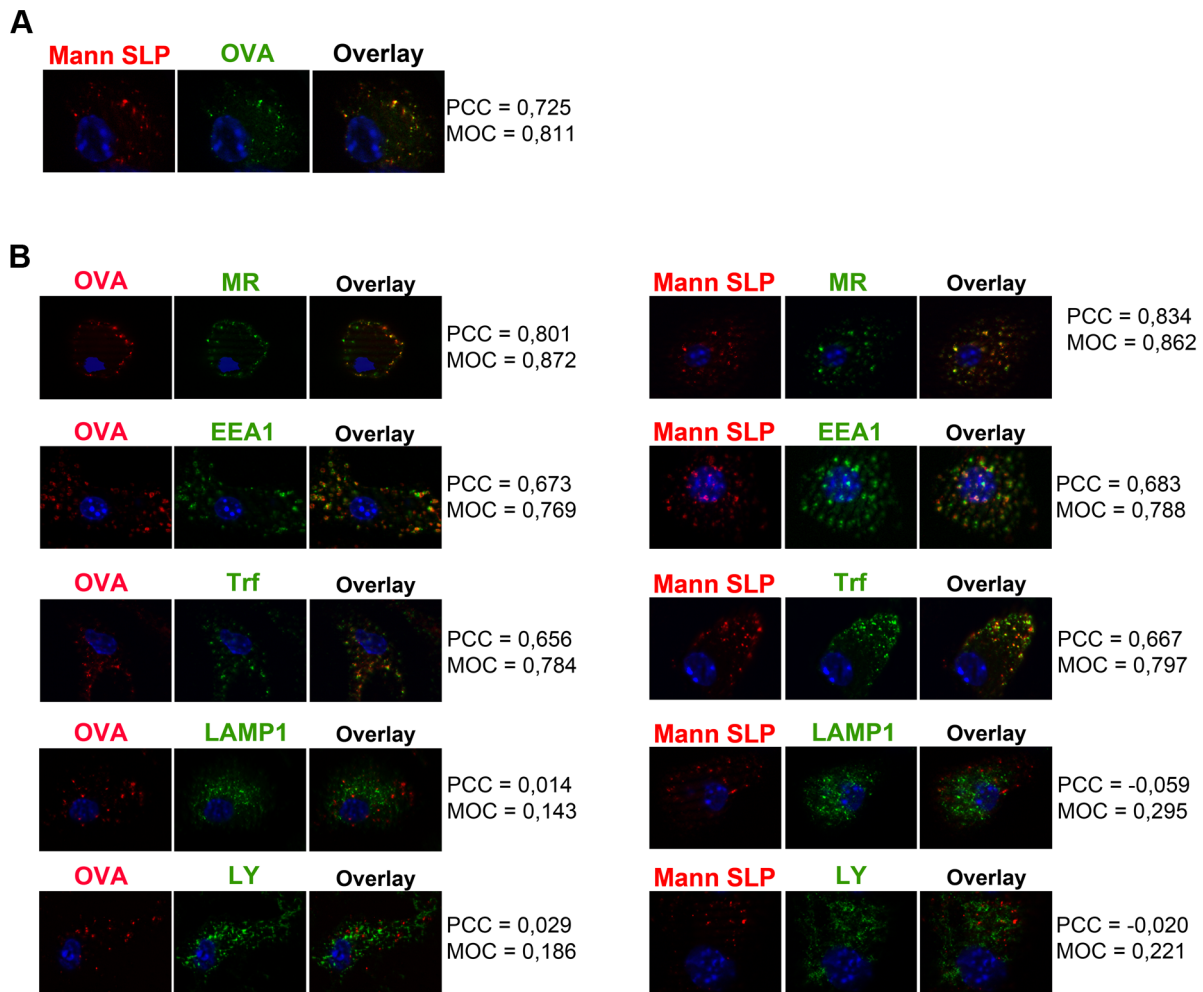 A
Mann SLP OVA Overlay
PCC = 0,725
MOC = 0,811
B
OVA MR Overlay
PCC = 0,801
MOC = 0,872
Mann SLP MR Overlay
PCC = 0,834
MOC = 0,862
OVA EEA1 Overlay
PCC = 0,673
MOC = 0,769
Mann SLP EEA1 Overlay
PCC = 0,683
MOC = 0,788
OVA Trf Overlay
PCC = 0,656
MOC = 0,784
Mann SLP Trf Overlay
PCC = 0,667
MOC = 0,797
OVA LAMP1 Overlay
PCC = 0,014
MOC = 0,143
Mann SLP LAMP1 Overlay
PCC = -0,059
MOC = 0,295
OVA LY Overlay
PCC = 0,029
MOC = 0,186
Mann SLP LY Overlay
PCC = -0,020
MOC = 0,221